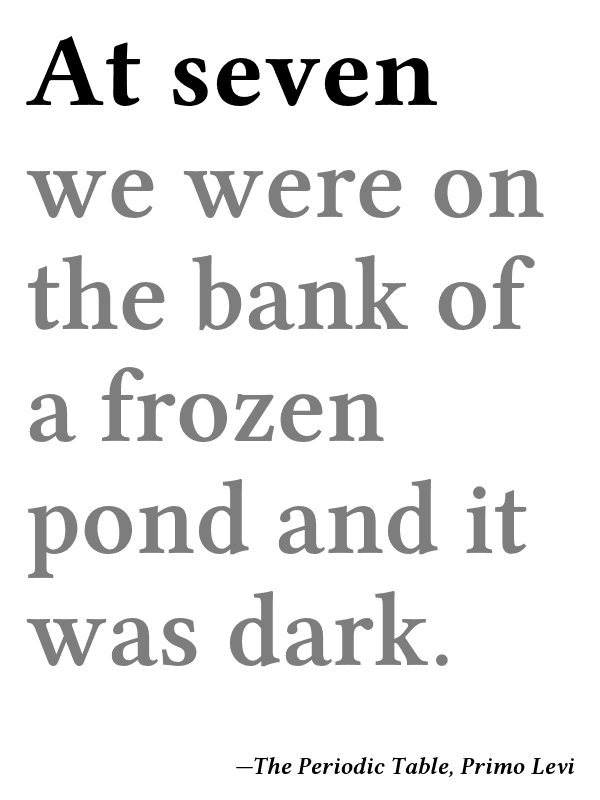 At seven
we were on
the bank of
a frozen
pond and it
was dark.
—The Periodic Table, Primo Levi